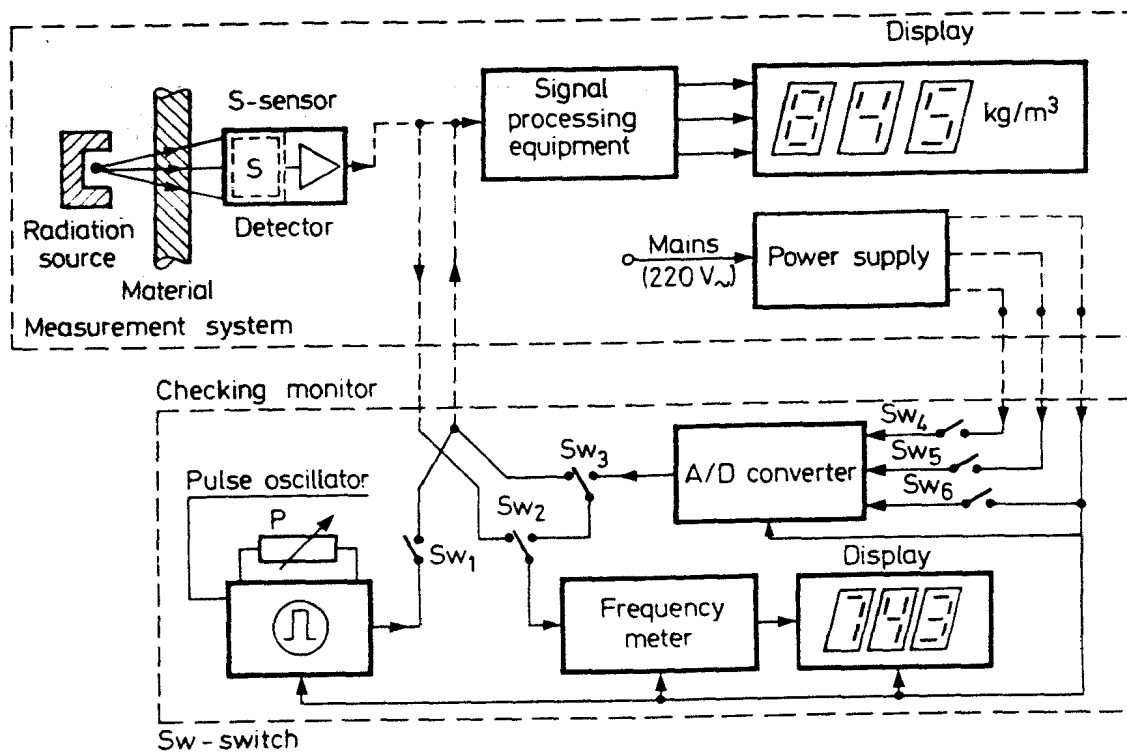 Display
S-sensor
Signal
processing
equipment
845 kg/m³
S
Radiation
source
Detector
Mains
(220 V~)
Power supply
Material
Measurement system
Checking monitor
Sw₄
Sw₃
A/D converter
Sw₅
Pulse oscillator
Sw₆
P
Sw₂
Sw₁
Display
Frequency
meter
743
Sw - switch